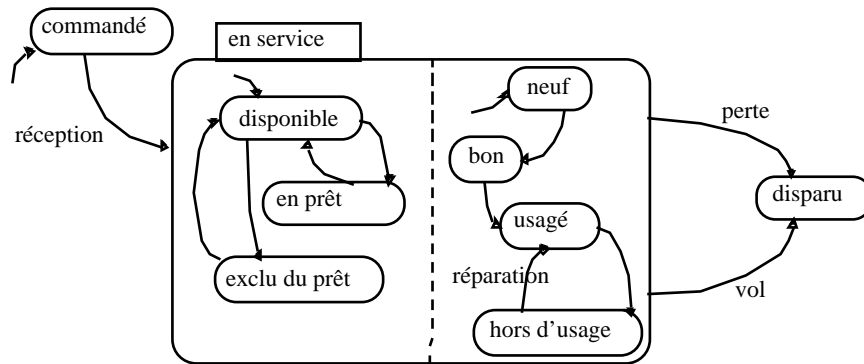 commandé
en service
réception
disponible
en prêt
exclu du prêt
neuf
bon
usagé
réparation
hors d’usage
perte
disparu
vol